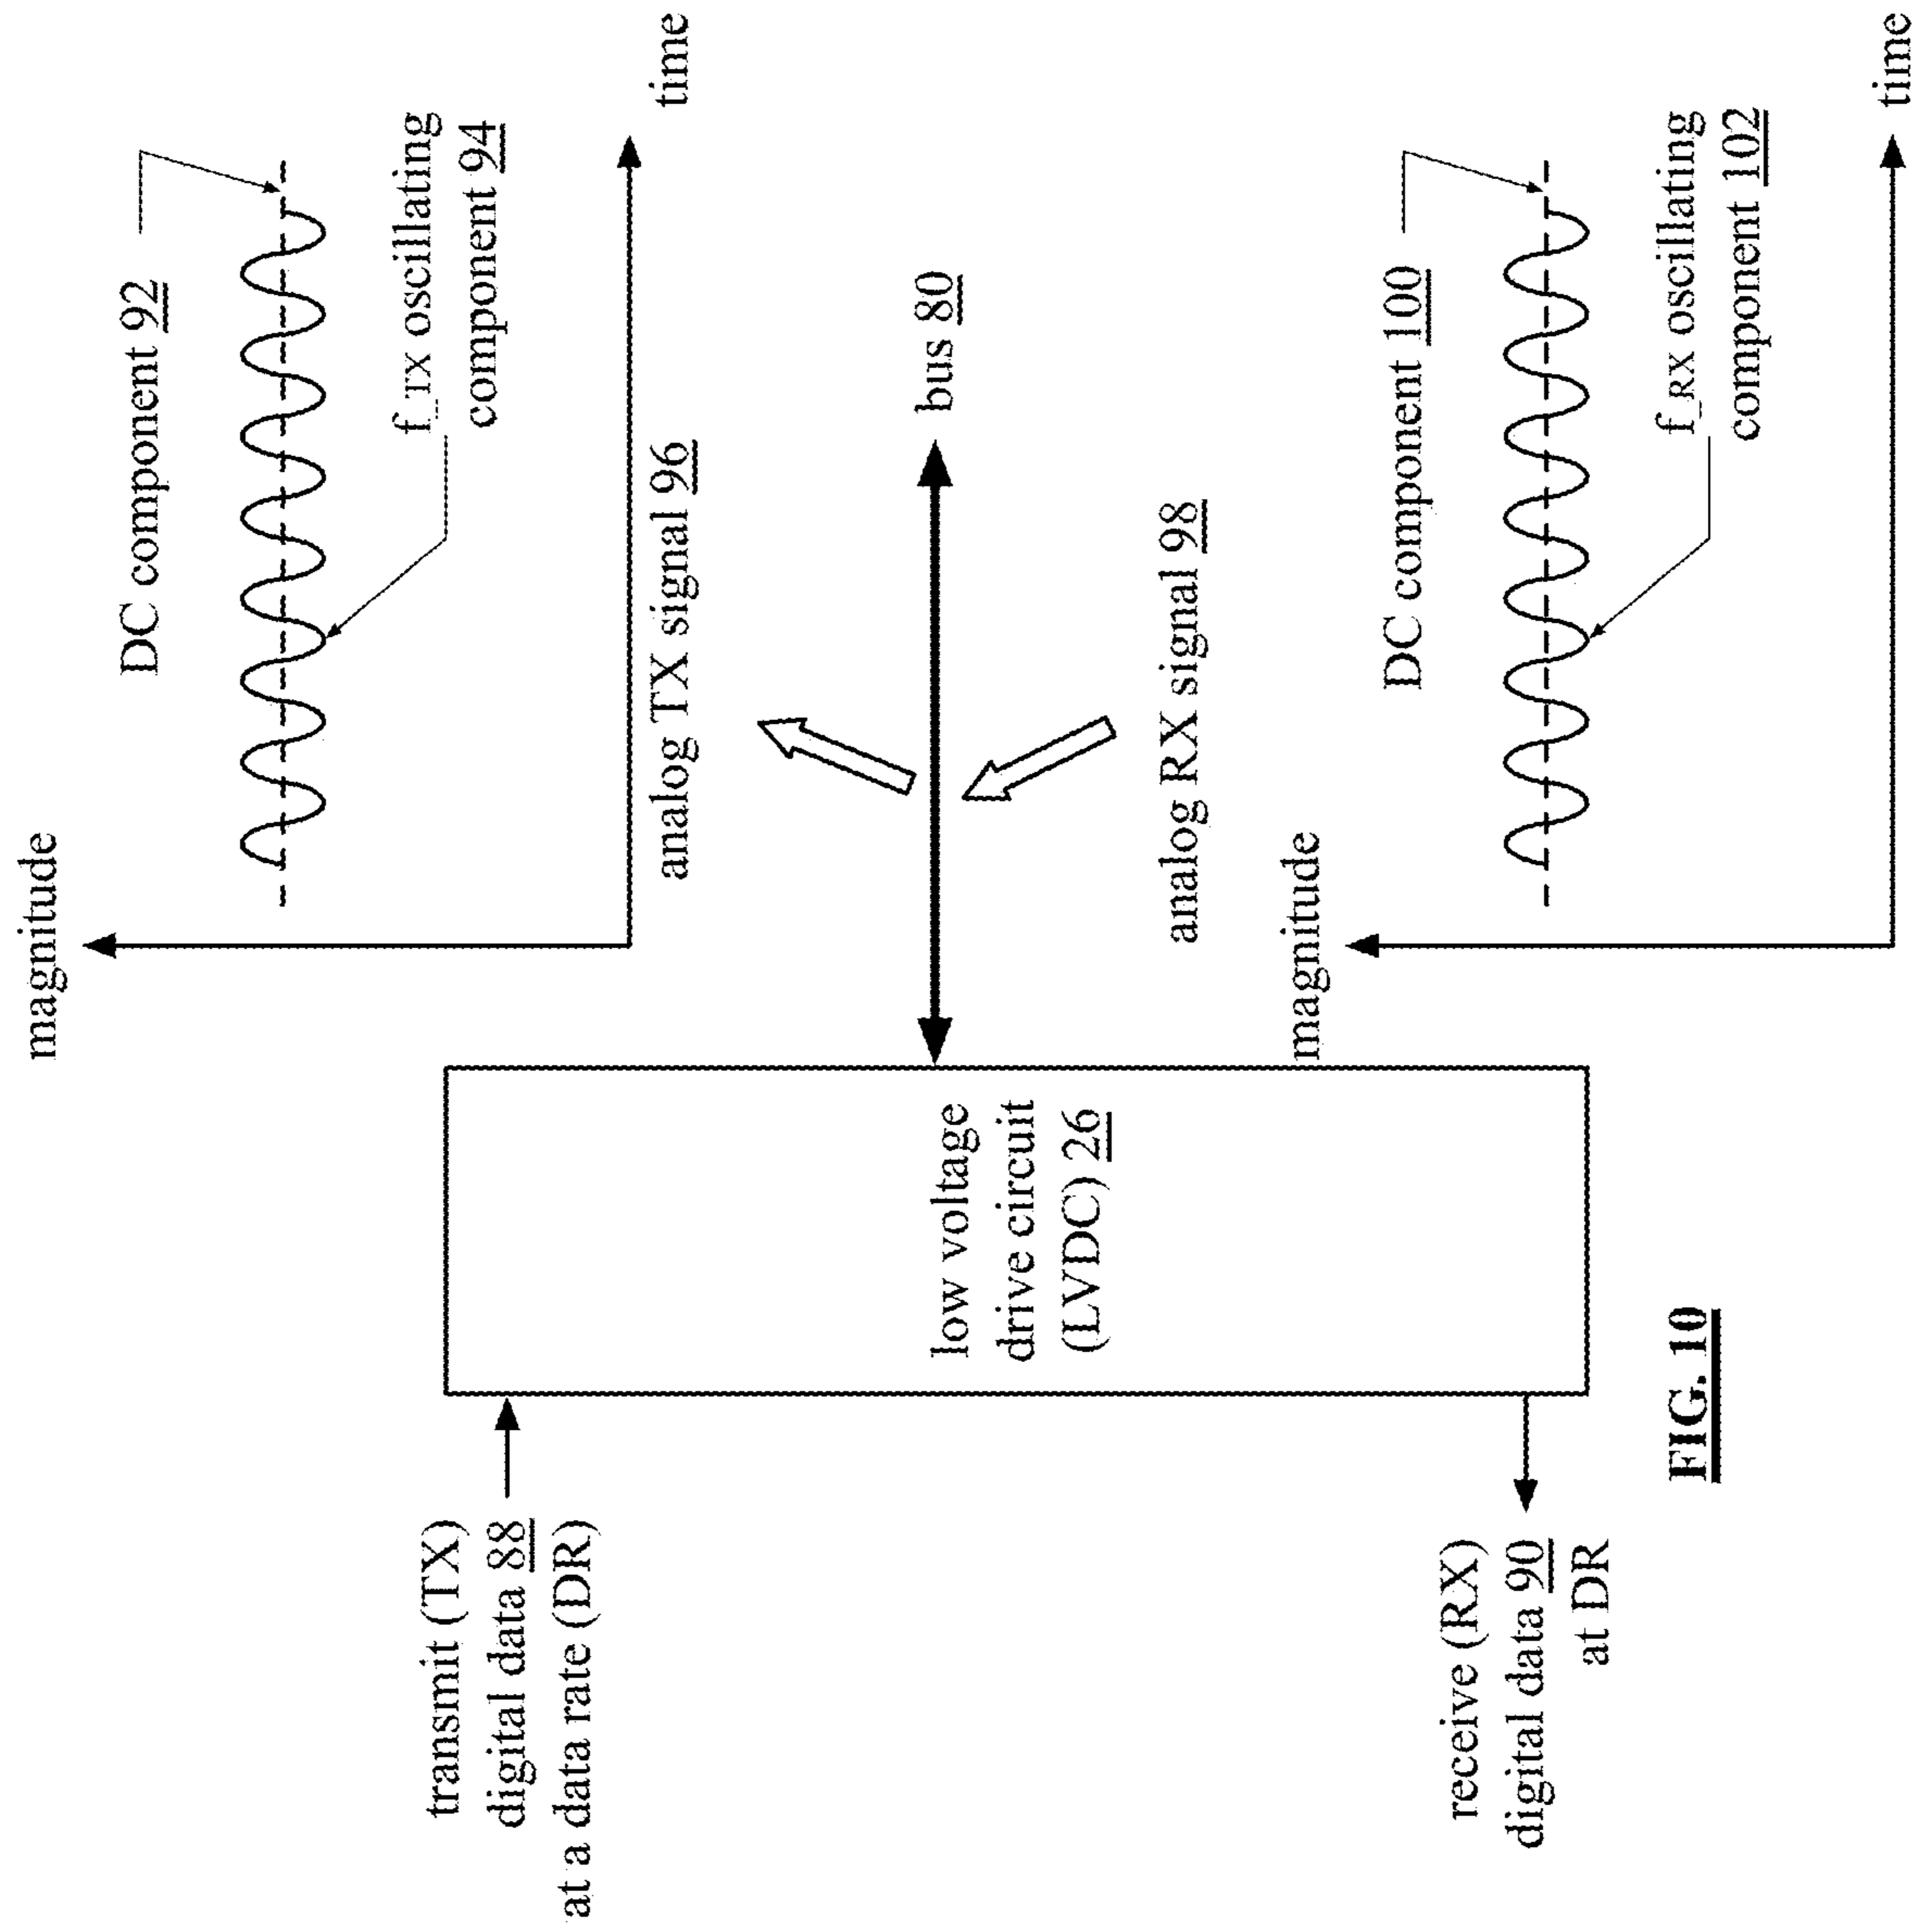 magnitude
DC component 92
f_TX oscillating
component 94
time
analog TX signal 96
transmit (TX)
digital data 88
at a data rate (DR)
low voltage
drive circuit
(LVDC) 26
bus 80
analog RX signal 98
magnitude
DC component 100
f_RX oscillating
component 102
time
receive (RX)
digital data 90
at DR
FIG. 10